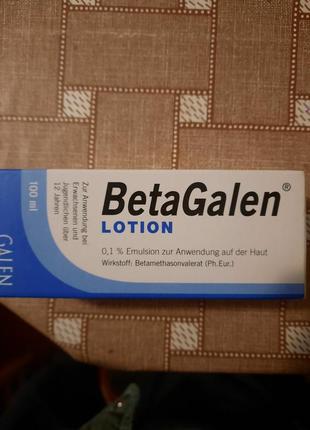 BetaGalen®
LOTION
0,1 % Emulsion zur Anwendung auf der Haut
Wirkstoff: Betamethasonvalerat (Ph.Eur.)
Zur Anwendung bei
Erwachsenen und
Jugendlichen über
12 Jahren
100 ml
GALEN